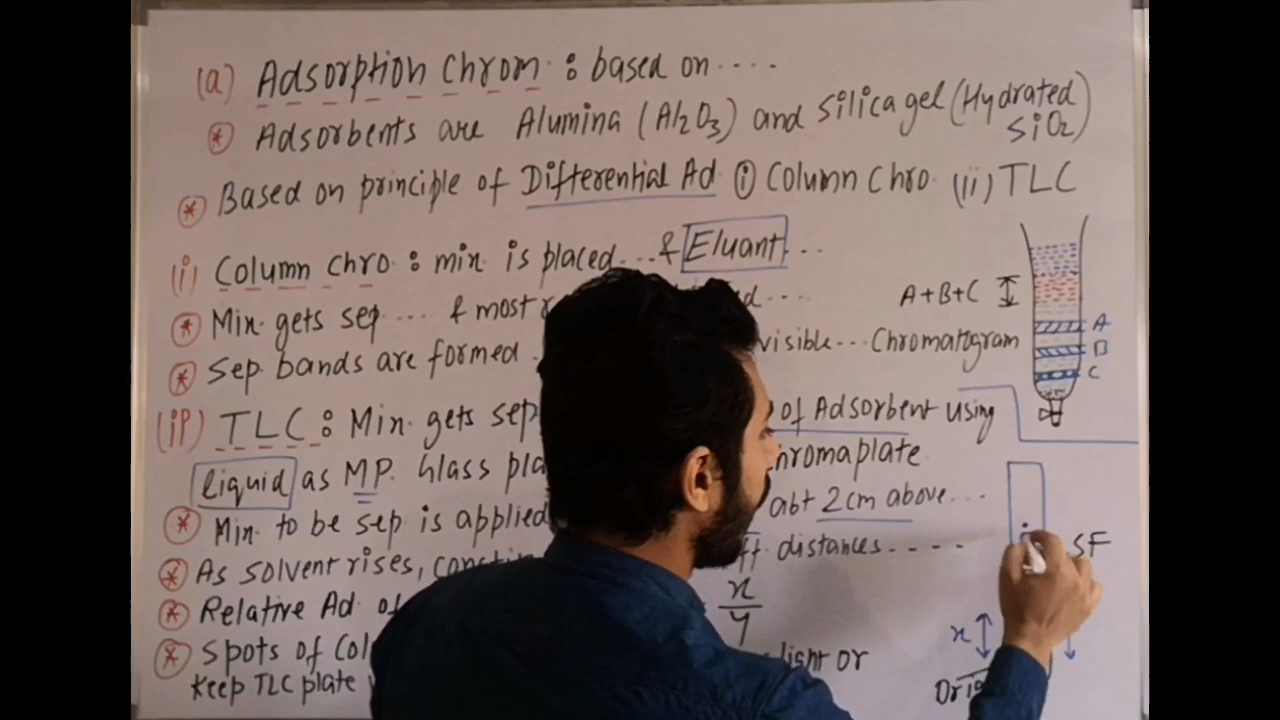 (a) Adsorption Chrom : based on ....
* Adsorbents are Alumina (Al2O3) and Silica gel (Hydrated SiO2)
* Based on principle of Differential Ad (i) Column Chro. (ii) TLC
(i) Column Chro : mix is placed...& Eluant ...
* Mix. gets sep .... & most ....
* Sep. bands are formed . visible... Chromatogram
A+B+C
A
B
C
(ii) TLC : Mix. gets sep of Adsorbent using
liquid as MP. Glass pla chromaplate
* Mix. to be sep is applied abt 2cm above...
* As solvent rises, distances....
* Relative Ad of x/y
* Spots of Col light or
Keep TLC plate
SF
x